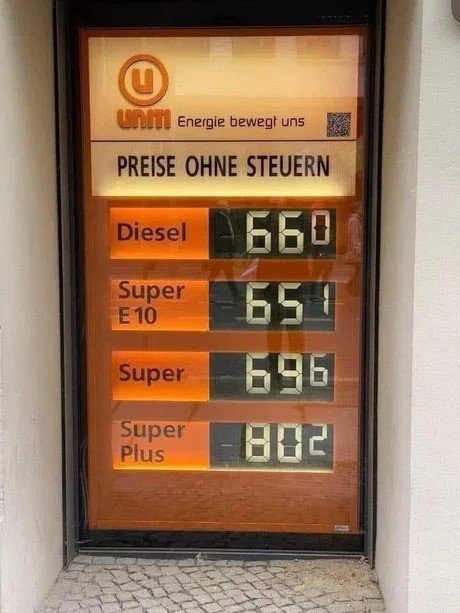 u
UNITI Energie bewegt uns
PREISE OHNE STEUERN
Diesel 660
Super
E10 651
Super 696
Super
Plus 802